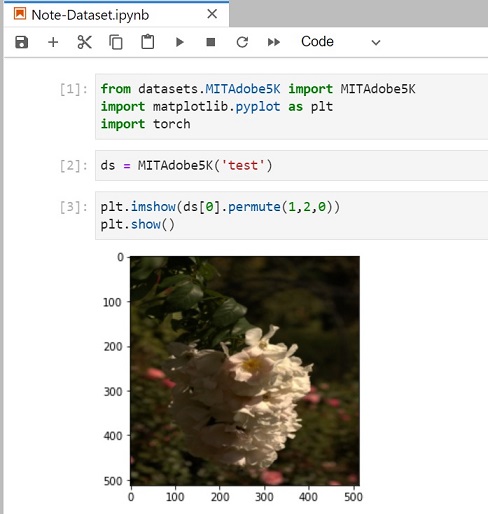 Note-Dataset.ipynb
Code
[1]:
from datasets.MITAdobe5K import MITAdobe5K
import matplotlib.pyplot as plt
import torch
[2]:
ds = MITAdobe5K('test')
[3]:
plt.imshow(ds[0].permute(1,2,0))
plt.show()
0
100
200
300
400
500
0 100 200 300 400 500